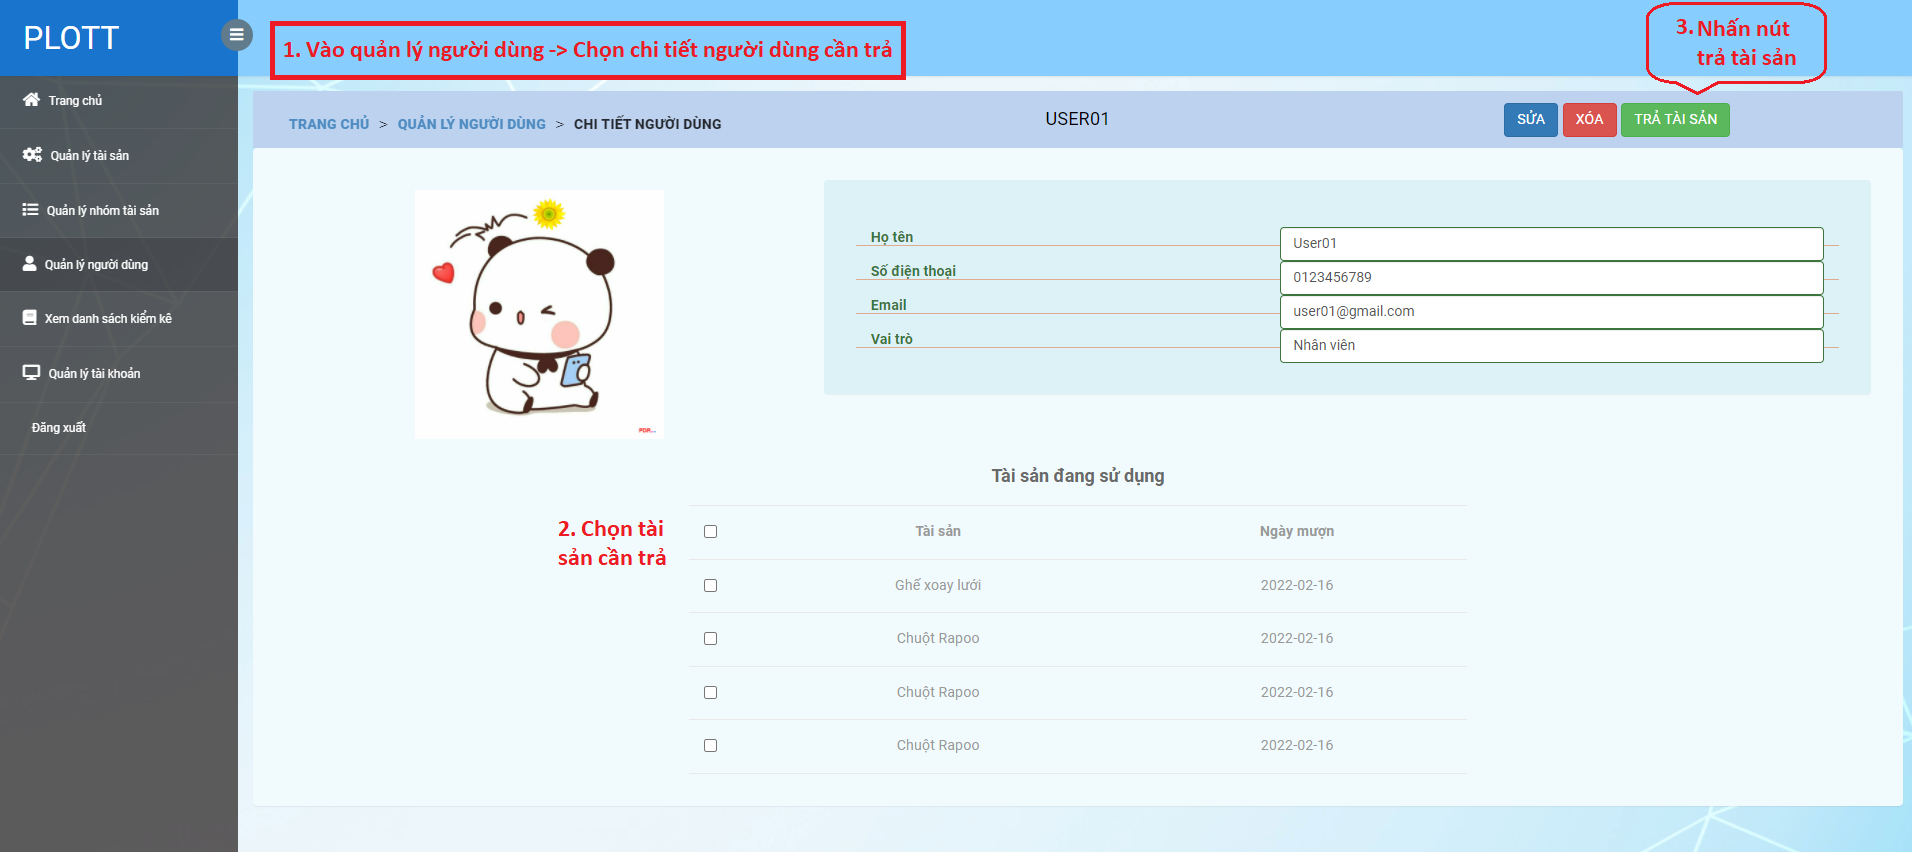 PLOTT
1. Vào quản lý người dùng -> Chọn chi tiết người dùng cần trả
3. Nhấn nút
trả tài sản
Trang chủ
Quản lý tài sản
Quản lý nhóm tài sản
Quản lý người dùng
Xem danh sách kiểm kê
Quản lý tài khoản
Đăng xuất
TRANG CHỦ > QUẢN LÝ NGƯỜI DÙNG > CHI TIẾT NGƯỜI DÙNG
USER01
SỬA XÓA TRẢ TÀI SẢN
Họ tên User01
Số điện thoại 0123456789
Email user01@gmail.com
Vai trò Nhân viên
Tài sản đang sử dụng
2. Chọn tài
sản cần trả
Tài sản Ngày mượn
Ghế xoay lưới 2022-02-16
Chuột Rapoo 2022-02-16
Chuột Rapoo 2022-02-16
Chuột Rapoo 2022-02-16